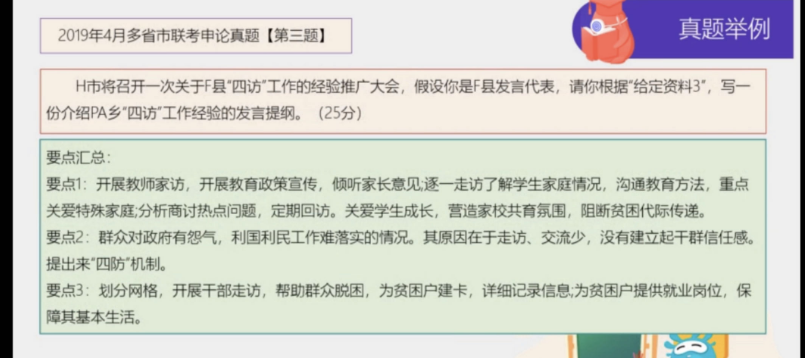 真题举例
2019年4月多省市联考申论真题【第三题】
H市将召开一次关于F县“四访”工作的经验推广大会，假设你是F县发言代表，请你根据“给定资料3”，写一
份介绍PA乡“四访”工作经验的发言提纲。（25分）
要点汇总：
要点1：开展教师家访，开展教育政策宣传，倾听家长意见;逐一走访了解学生家庭情况，沟通教育方法，重点
关爱特殊家庭;分析商讨热点问题，定期回访。关爱学生成长，营造家校共育氛围，阻断贫困代际传递。
要点2：群众对政府有怨气，利国利民工作难落实的情况。其原因在于走访、交流少，没有建立起干群信任感。
提出来“四防”机制。
要点3：划分网格，开展干部走访，帮助群众脱困，为贫困户建卡，详细记录信息;为贫困户提供就业岗位，保
障其基本生活。